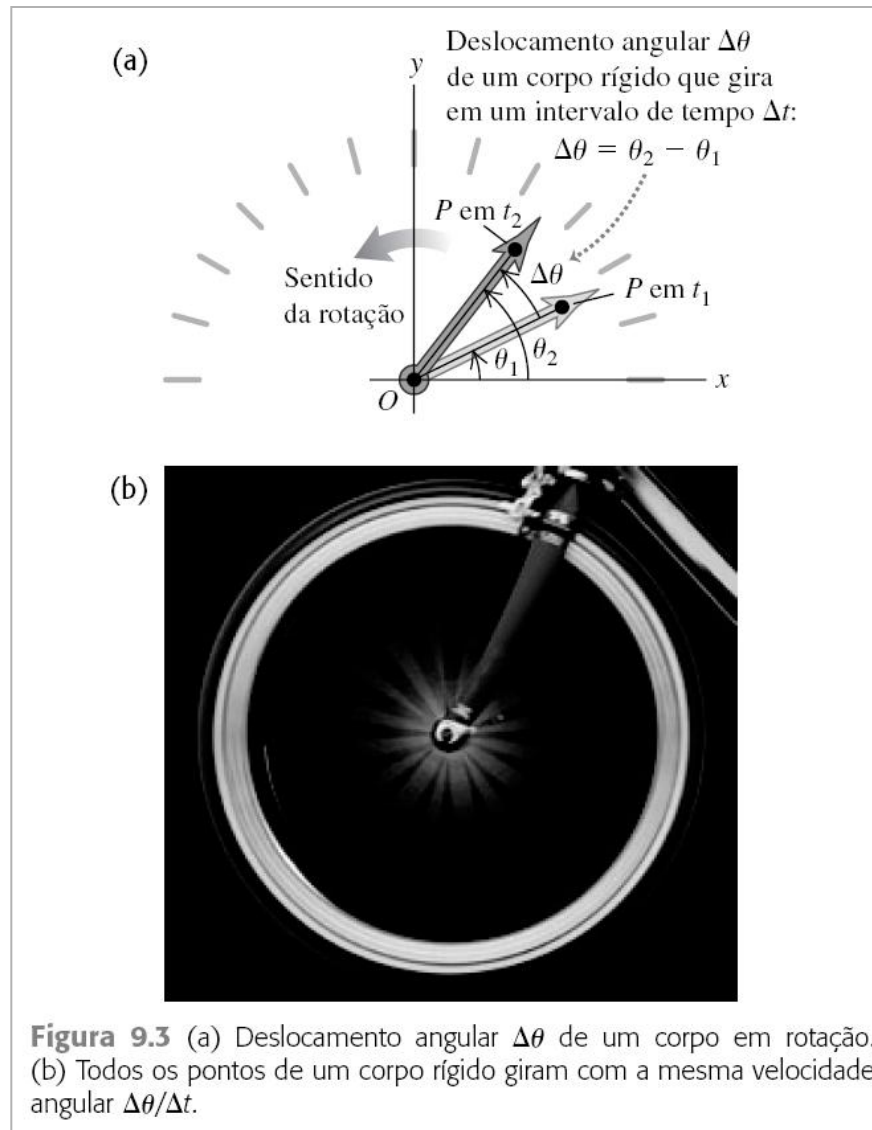 (a)
Deslocamento angular Δθ
de um corpo rígido que gira
em um intervalo de tempo Δt:
Δθ = θ₂ − θ₁
y
P em t₂
Δθ
P em t₁
Sentido
da rotação
θ₁
θ₂
O
x
(b)
Figura 9.3 (a) Deslocamento angular Δθ de um corpo em rotação.
(b) Todos os pontos de um corpo rígido giram com a mesma velocidade
angular Δθ/Δt.